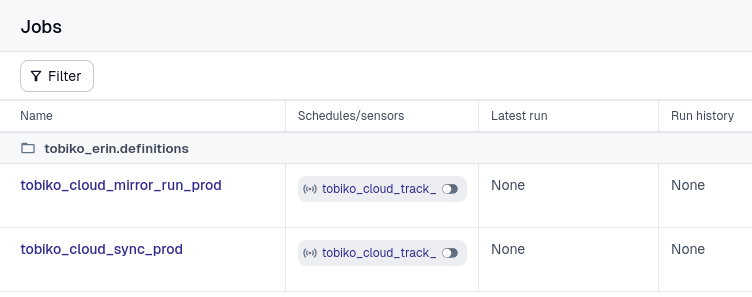 Jobs
Filter
Name Schedules/sensors Latest run Run history
tobiko_erin.definitions
tobiko_cloud_mirror_run_prod tobiko_cloud_track_ None None
tobiko_cloud_sync_prod tobiko_cloud_track_ None None